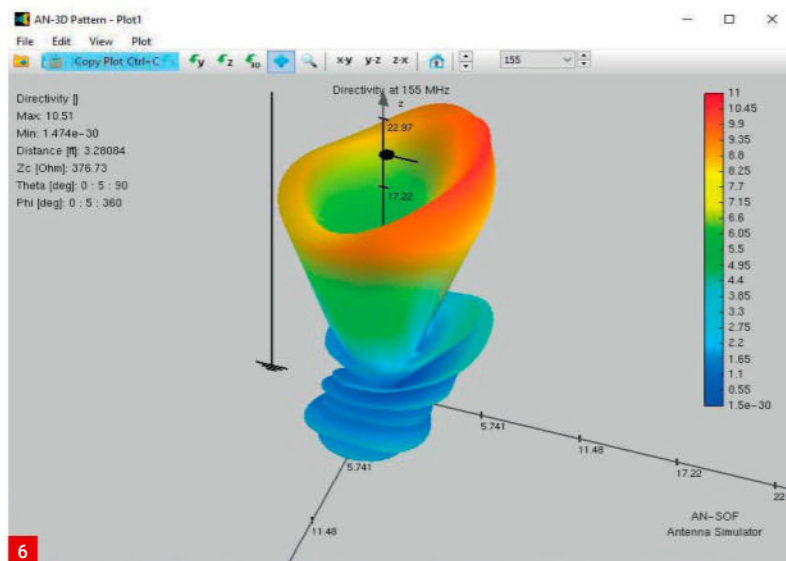 AN-3D Pattern - Plot1
File Edit View Plot
Copy Plot Ctrl-C y z 3D x-y y-z z-x 155
Directivity at 155 MHz
Directivity []
Max: 10.51
Min: 1.474e-30
Distance [ft]: 3.28084
Zc [Ohm]: 376.73
Theta [deg]: 0 : 5 : 90
Phi [deg]: 0 : 5 : 360
z
22.97
17.22
11
10.45
9.9
9.35
8.8
8.25
7.7
7.15
6.6
6.05
5.5
4.95
4.4
3.85
3.3
2.75
2.2
1.65
1.1
0.55
1.5e-30
5.741
11.48
17.22
22
5.741
11.48
AN-SOF
Antenna Simulator
6